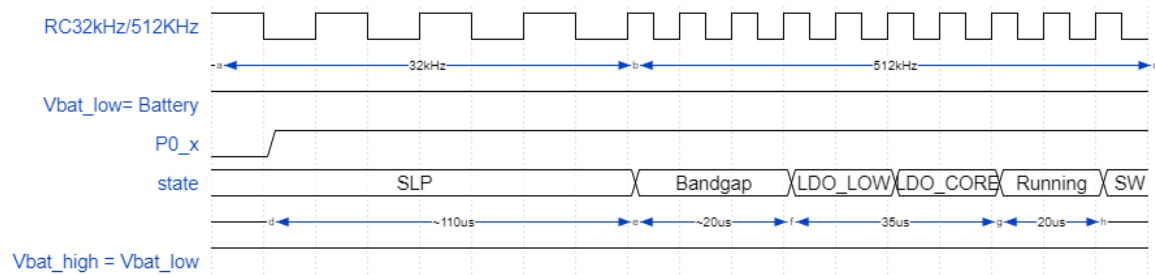 RC32kHz/512KHz
a 32kHz b 512kHz c
Vbat_low= Battery
P0_x
state SLP Bandgap LDO_LOW LDO_CORE Running SW
d ~110us e ~20us f 35us g 20us h
Vbat_high = Vbat_low